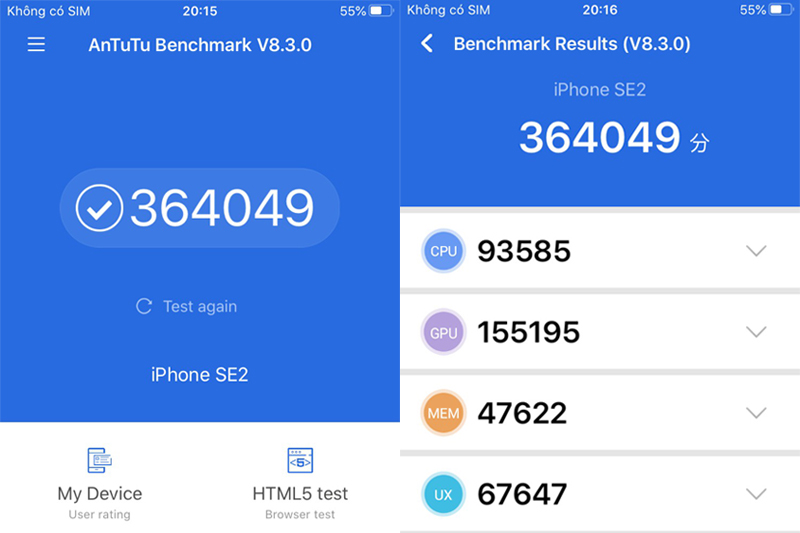 Không có SIM 20:15 55%
AnTuTu Benchmark V8.3.0
364049
Test again
iPhone SE2
My Device
User rating
HTML5 test
Browser test
Không có SIM 20:16 55%
Benchmark Results (V8.3.0)
iPhone SE2
364049 分
CPU 93585
GPU 155195
MEM 47622
UX 67647